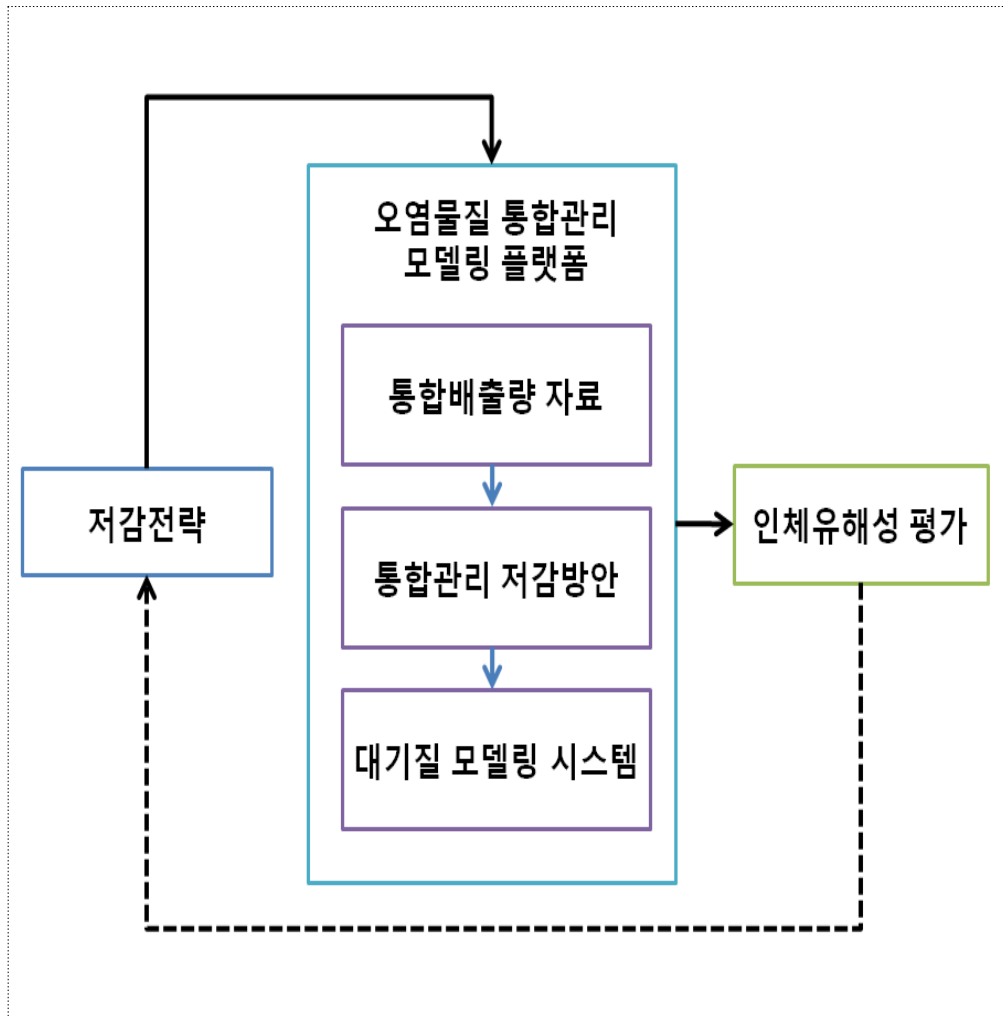 오염물질 통합관리
모델링 플랫폼
통합배출량 자료
저감전략
통합관리 저감방안
인체유해성 평가
대기질 모델링 시스템